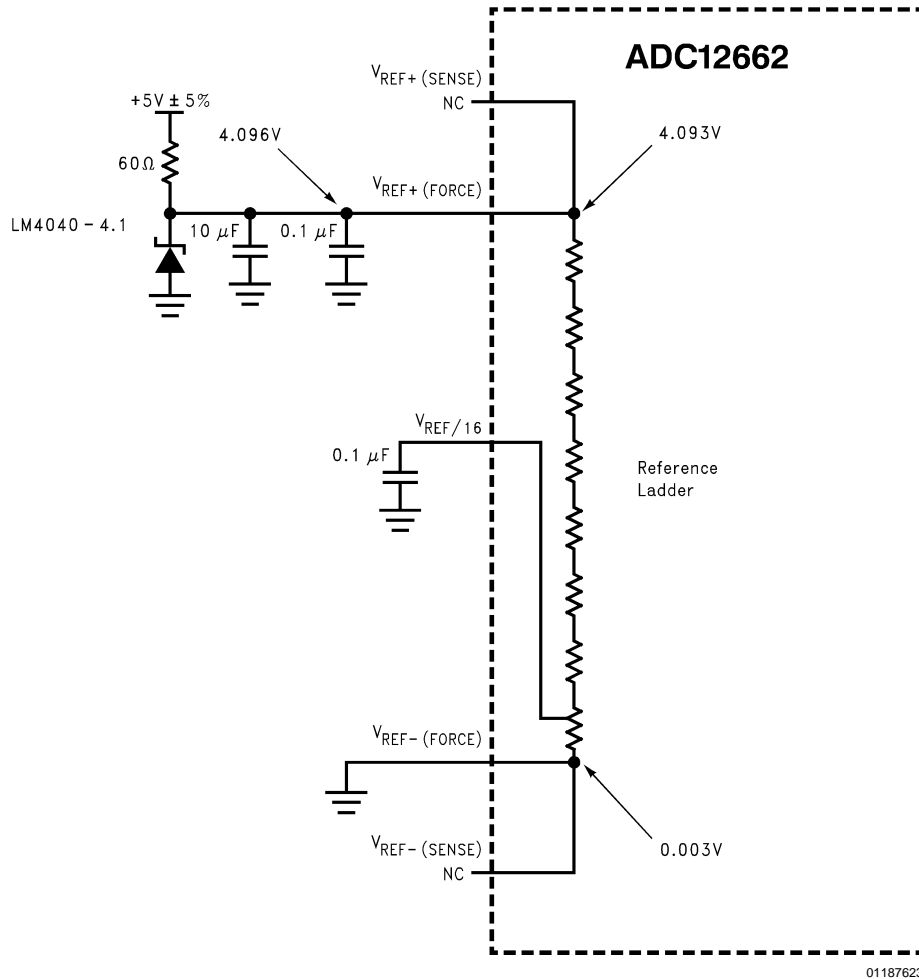 ADC12662
VREF+ (SENSE)
NC
+5V ± 5%
4.096V
4.093V
60Ω
VREF+ (FORCE)
LM4040 – 4.1
10 μF
0.1 μF
VREF/16
0.1 μF
Reference
Ladder
VREF– (FORCE)
VREF– (SENSE)
NC
0.003V
01187623